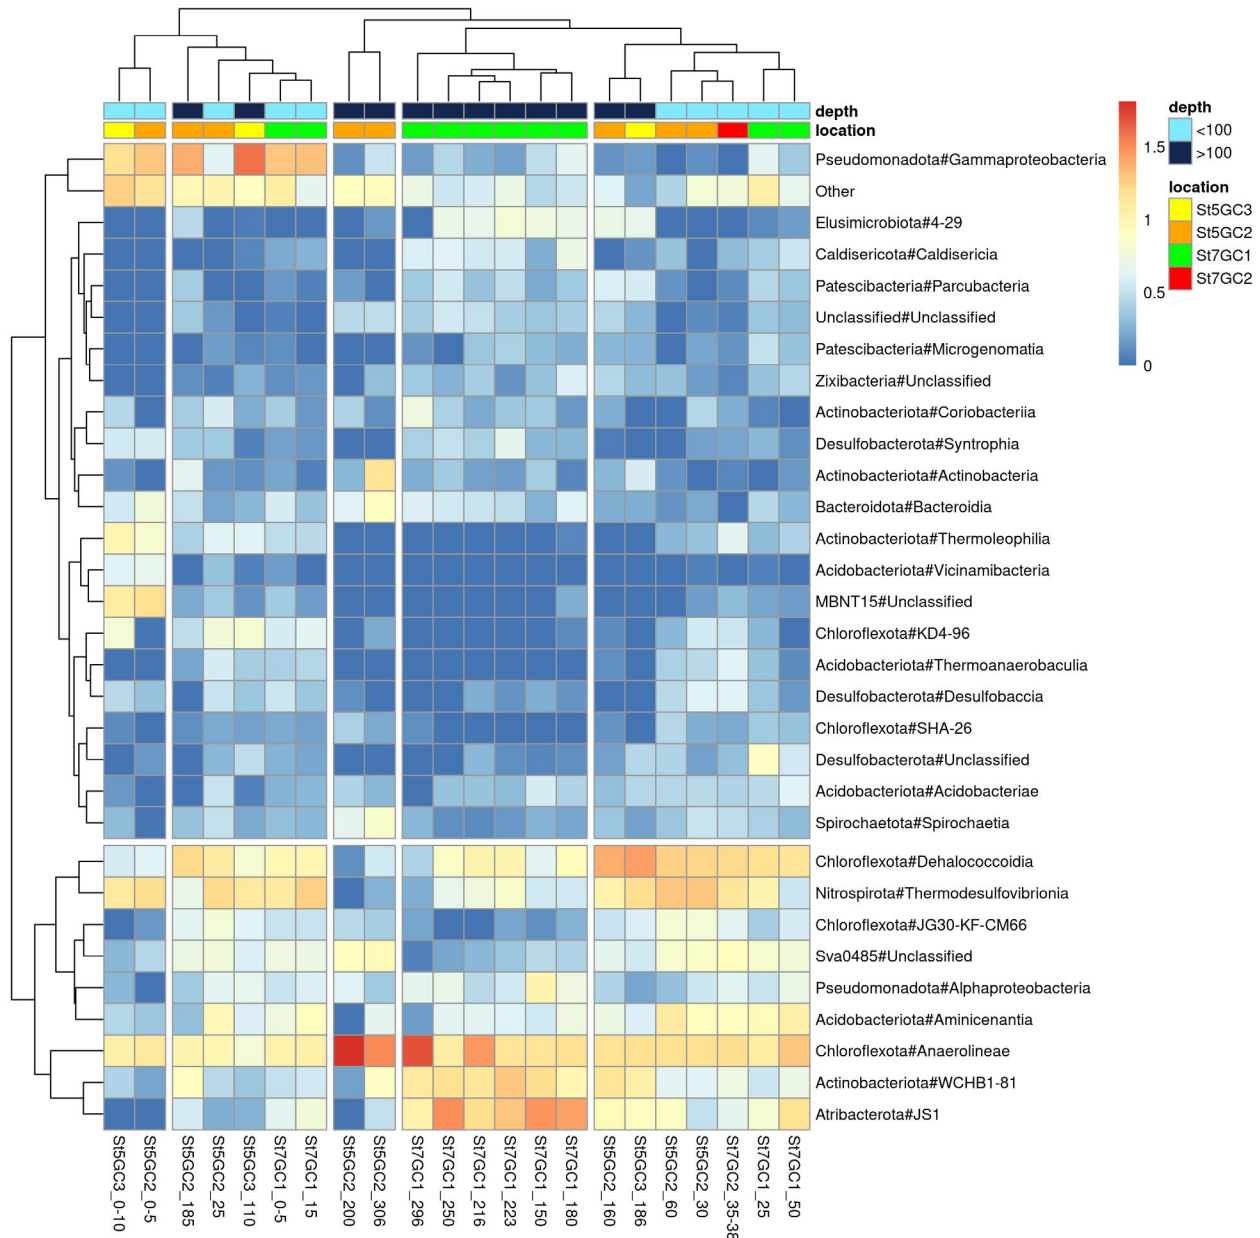 depth
location
Pseudomonadota#Gammaproteobacteria
Other
Elusimicrobiota#4-29
Caldisericota#Caldisericia
Patescibacteria#Parcubacteria
Unclassified#Unclassified
Patescibacteria#Microgenomatia
Zixibacteria#Unclassified
Actinobacteriota#Coriobacteriia
Desulfobacterota#Syntrophia
Actinobacteriota#Actinobacteria
Bacteroidota#Bacteroidia
Actinobacteriota#Thermoleophilia
Acidobacteriota#Vicinamibacteria
MBNT15#Unclassified
Chloroflexota#KD4-96
Acidobacteriota#Thermoanaerobaculia
Desulfobacterota#Desulfobaccia
Chloroflexota#SHA-26
Desulfobacterota#Unclassified
Acidobacteriota#Acidobacteriae
Spirochaetota#Spirochaetia
Chloroflexota#Dehalococcoidia
Nitrospirota#Thermodesulfovibrionia
Chloroflexota#JG30-KF-CM66
Sva0485#Unclassified
Pseudomonadota#Alphaproteobacteria
Acidobacteriota#Aminicenantia
Chloroflexota#Anaerolineae
Actinobacteriota#WCHB1-81
Atribacterota#JS1
St5GC3_0-10
St5GC2_0-5
St5GC2_185
St5GC2_25
St5GC3_110
St7GC1_0-5
St7GC1_15
St5GC2_200
St5GC2_306
St7GC1_296
St7GC1_250
St7GC1_216
St7GC1_223
St7GC1_150
St7GC1_180
St5GC2_160
St5GC3_186
St5GC2_60
St5GC2_30
St7GC2_35-38
St7GC1_25
St7GC1_50
1.5
1
0.5
0
depth
<100
>100
location
St5GC3
St5GC2
St7GC1
St7GC2